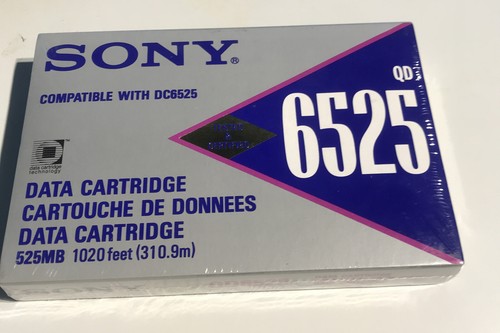 SONY®
COMPATIBLE WITH DC6525
QD
6525
data cartridge
technology
DATA CARTRIDGE
CARTOUCHE DE DONNEES
DATA CARTRIDGE
525MB 1020 feet (310.9m)